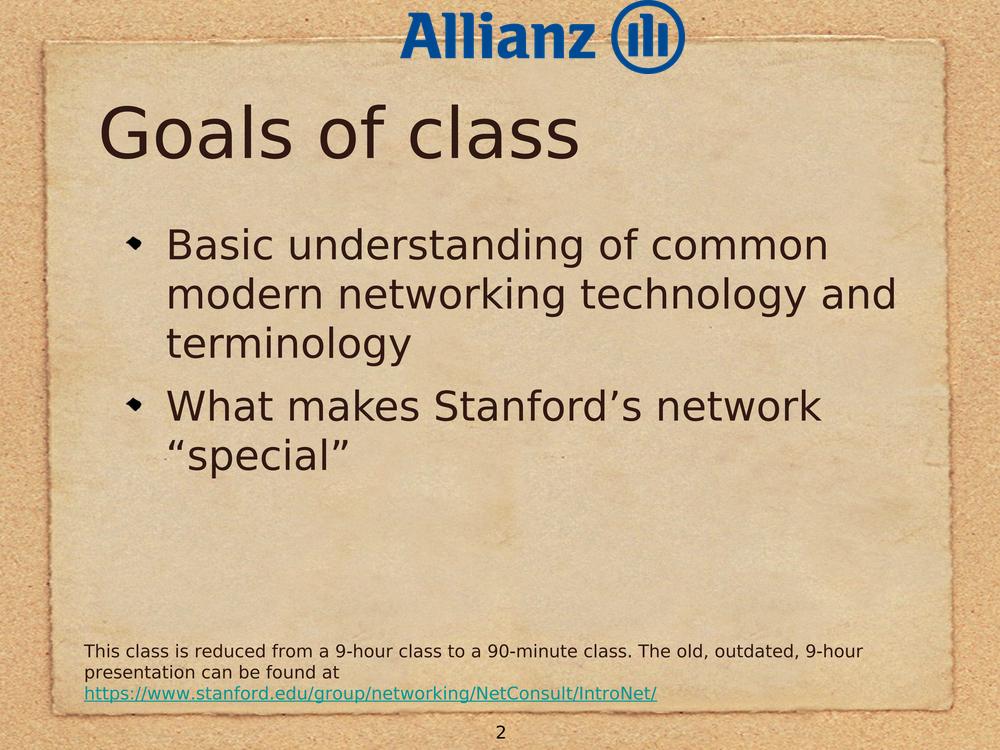 Allianz
Goals of class
Basic understanding of common
modern networking technology and
terminology
What makes Stanford’s network
“special”
This class is reduced from a 9-hour class to a 90-minute class. The old, outdated, 9-hour
presentation can be found at
https://www.stanford.edu/group/networking/NetConsult/IntroNet/
2